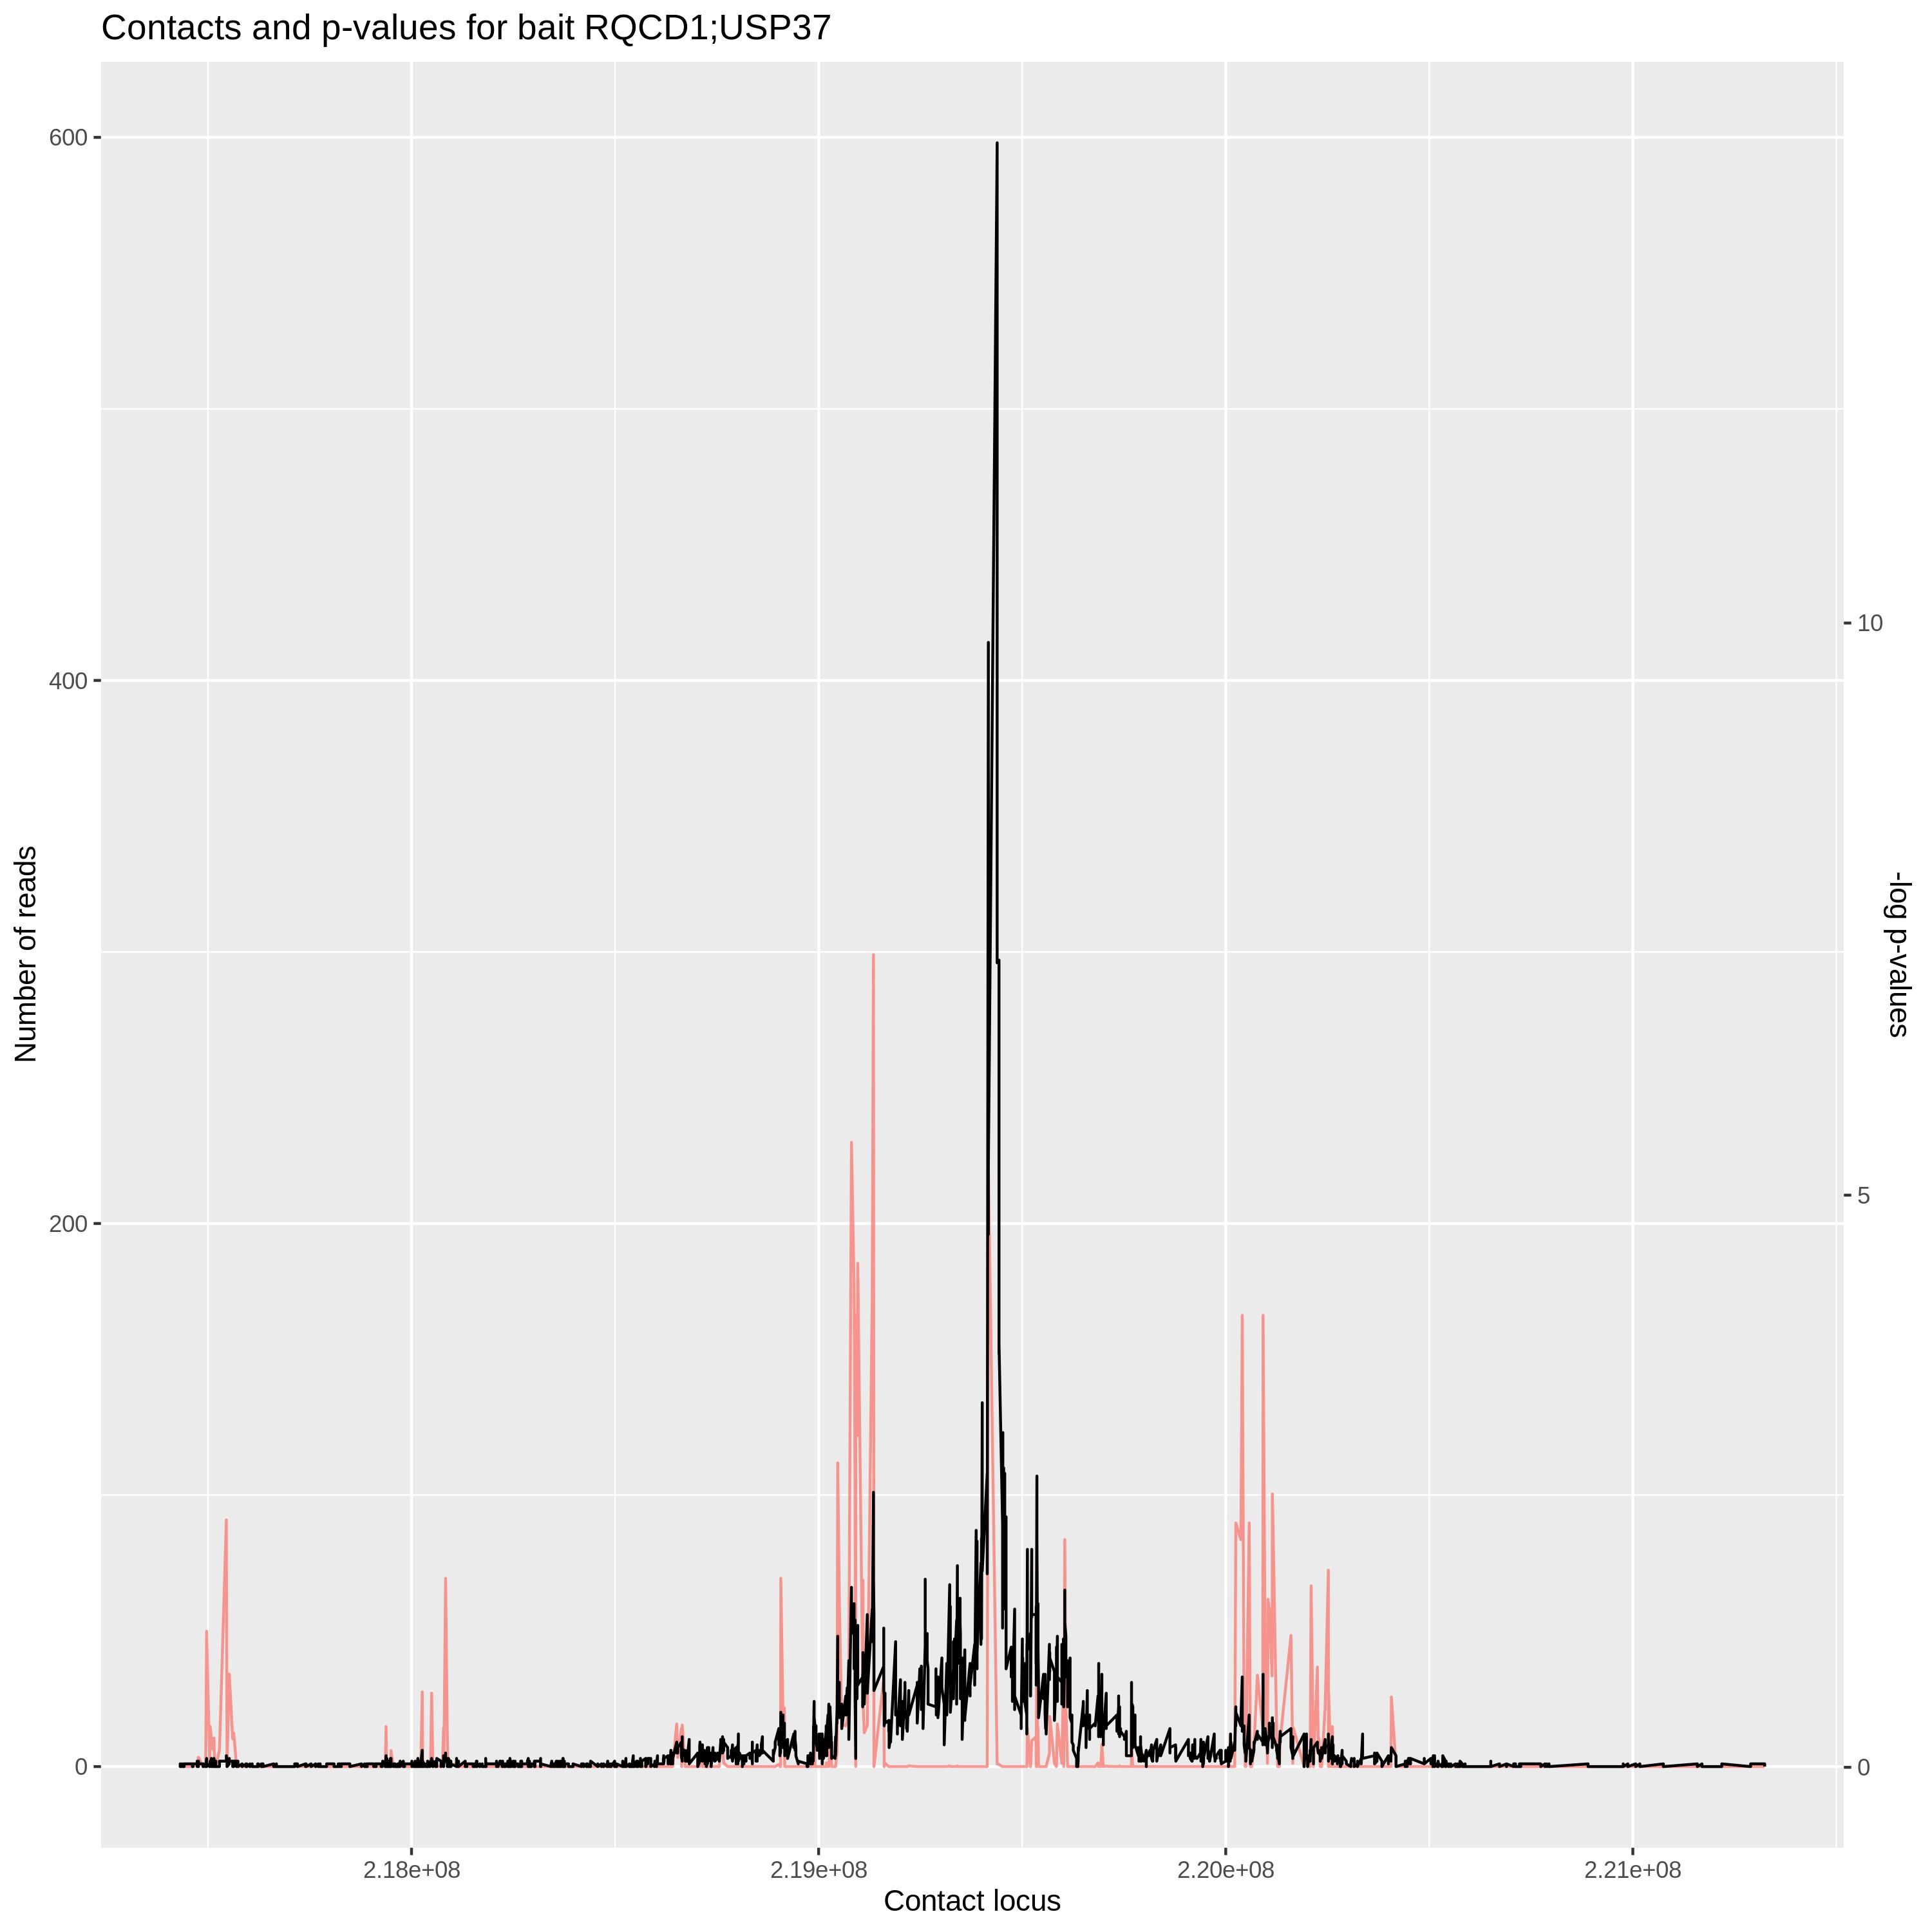 Contacts and p-values for bait RQCD1;USP37
600
400
200
0
Number of reads
10
5
0
-log p-values
2.18e+08
2.19e+08
2.20e+08
2.21e+08
Contact locus